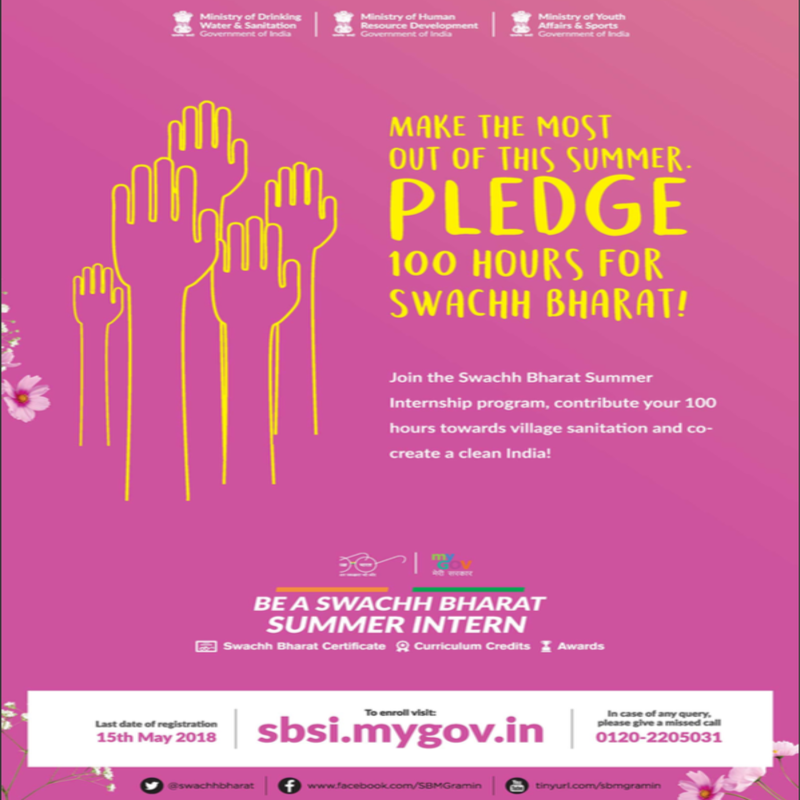 Ministry of Drinking
Water & Sanitation
Government of India
Ministry of Human
Resource Development
Government of India
Ministry of Youth
Affairs & Sports
Government of India
MAKE THE MOST
OUT OF THIS SUMMER.
PLEDGE
100 HOURS FOR
SWACHH BHARAT!
Join the Swachh Bharat Summer
Internship program, contribute your 100
hours towards village sanitation and co-
create a clean India!
my
gov
मेरी सरकार
BE A SWACHH BHARAT
SUMMER INTERN
Swachh Bharat Certificate
Curriculum Credits
Awards
Last date of registration
15th May 2018
To enroll visit:
sbsi.mygov.in
In case of any query,
please give a missed call
0120-2205031
@swachhbharat
www.facebook.com/SBMGramin
tinyurl.com/sbmgramin